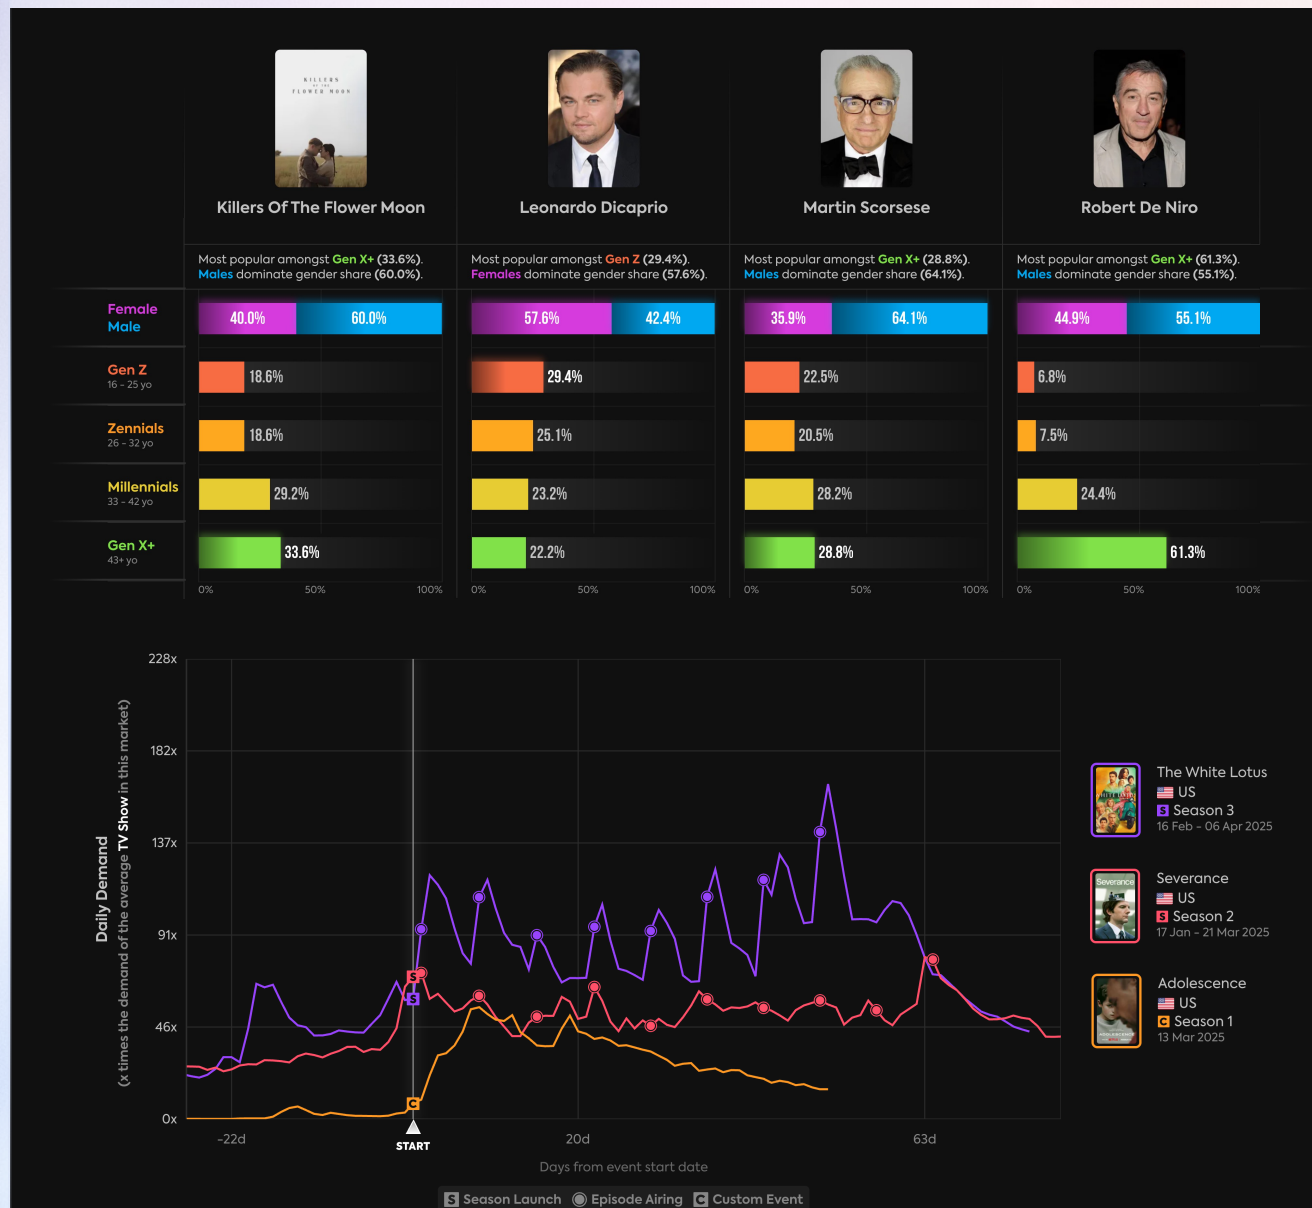 KILLERS
OF THE
FLOWER MOON
Killers Of The Flower Moon
Leonardo Dicaprio
Martin Scorsese
Robert De Niro
Most popular amongst Gen X+ (33.6%).
Males dominate gender share (60.0%).
Most popular amongst Gen Z (29.4%).
Females dominate gender share (57.6%).
Most popular amongst Gen X+ (28.8%).
Males dominate gender share (64.1%).
Most popular amongst Gen X+ (61.3%).
Males dominate gender share (55.1%).
Female
Male
40.0% 60.0% 57.6% 42.4% 35.9% 64.1% 44.9% 55.1%
Gen Z
16 - 25 yo
18.6% 29.4% 22.5% 6.8%
Zennials
26 - 32 yo
18.6% 25.1% 20.5% 7.5%
Millennials
33 - 42 yo
29.2% 23.2% 28.2% 24.4%
Gen X+
43+ yo
33.6% 22.2% 28.8% 61.3%
0% 50% 100% 0% 50% 100% 0% 50% 100% 0% 50% 100%
Daily Demand
(x times the demand of the average TV Show in this market)
228x
182x
137x
91x
46x
0x
S
S
C
-22d
START
20d
63d
Days from event start date
S Season Launch Episode Airing C Custom Event
The White Lotus
US
S Season 3
16 Feb - 06 Apr 2025
Severance
Severance
US
S Season 2
17 Jan - 21 Mar 2025
Adolescence
US
C Season 1
13 Mar 2025